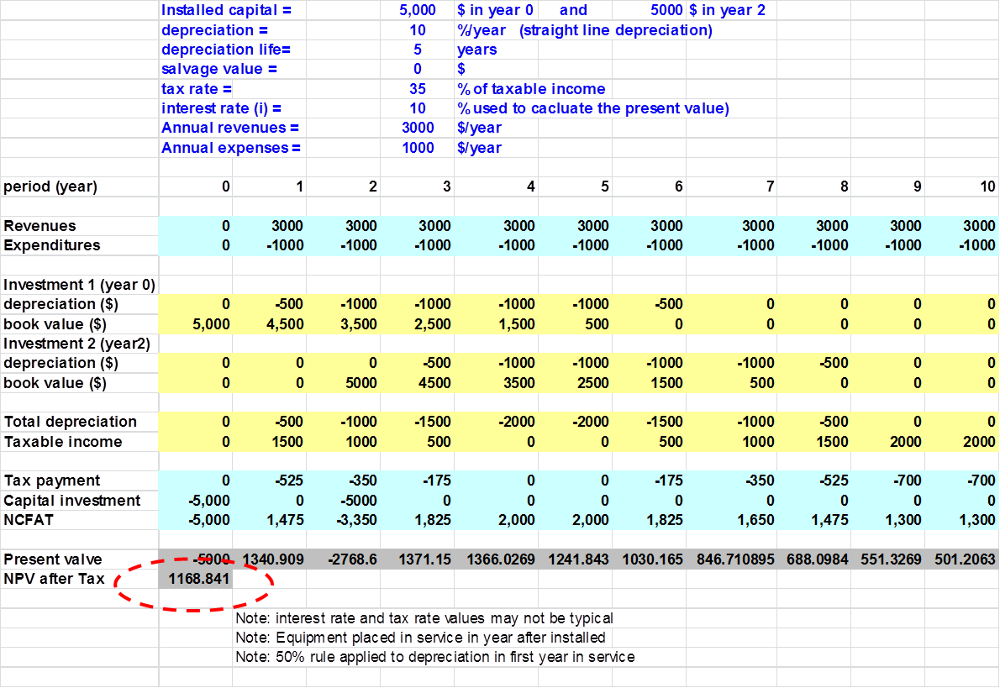 Installed capital = 5,000 $ in year 0 and 5000 $ in year 2
depreciation = 10 %/year (straight line depreciation)
depreciation life= 5 years
salvage value = 0 $
tax rate = 35 % of taxable income
interest rate (i) = 10 % used to cacluate the present value)
Annual revenues = 3000 $/year
Annual expenses = 1000 $/year
period (year) 0 1 2 3 4 5 6 7 8 9 10
Revenues 0 3000 3000 3000 3000 3000 3000 3000 3000 3000 3000
Expenditures 0 -1000 -1000 -1000 -1000 -1000 -1000 -1000 -1000 -1000 -1000
Investment 1 (year 0)
depreciation ($) 0 -500 -1000 -1000 -1000 -1000 -500 0 0 0 0
book value ($) 5,000 4,500 3,500 2,500 1,500 500 0 0 0 0 0
Investment 2 (year2)
depreciation ($) 0 0 0 -500 -1000 -1000 -1000 -1000 -500 0 0
book value ($) 0 0 5000 4500 3500 2500 1500 500 0 0 0
Total depreciation 0 -500 -1000 -1500 -2000 -2000 -1500 -1000 -500 0 0
Taxable income 0 1500 1000 500 0 0 500 1000 1500 2000 2000
Tax payment 0 -525 -350 -175 0 0 -175 -350 -525 -700 -700
Capital investment -5,000 0 -5000 0 0 0 0 0 0 0 0
NCFAT -5,000 1,475 -3,350 1,825 2,000 2,000 1,825 1,650 1,475 1,300 1,300
Present valve -5000 1340.909 -2768.6 1371.15 1366.0269 1241.843 1030.165 846.710895 688.0984 551.3269 501.2063
NPV after Tax 1168.841
Note: interest rate and tax rate values may not be typical
Note: Equipment placed in service in year after installed
Note: 50% rule applied to depreciation in first year in service